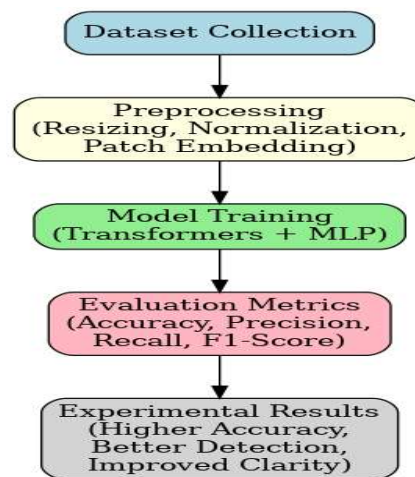 Dataset Collection
Preprocessing
(Resizing, Normalization,
Patch Embedding)
Model Training
(Transformers + MLP)
Evaluation Metrics
(Accuracy, Precision,
Recall, F1-Score)
Experimental Results
(Higher Accuracy,
Better Detection,
Improved Clarity)